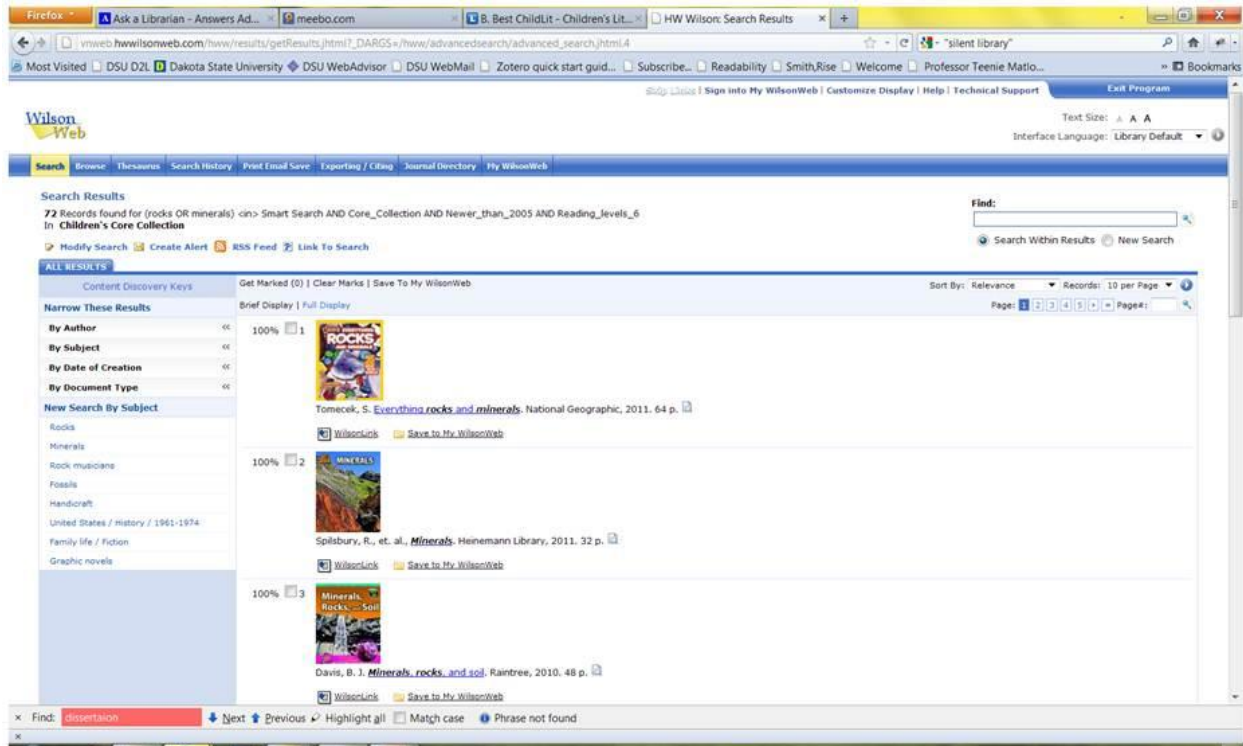 Firefox
Ask a Librarian - Answers Ad...
meebo.com
B. Best ChildLit - Children's Lit...
HW Wilson: Search Results
vnweb.hwwilsonweb.com/hww/results/getResults.jhtml?_DARGS=/hww/advancedsearch/advanced_search.jhtml.4
"silent library"
Most Visited DSU D2L Dakota State University DSU WebAdvisor DSU WebMail Zotero quick start guid... Subscribe... Readability Smith,Rise Welcome Professor Teenie Matlo... » Bookmarks
| Sign into My WilsonWeb | Customize Display | Help | Technical Support Exit Program
Wilson
Web
Text Size: A A A
Interface Language: Library Default
Search Browse Thesaurus Search History Print Email Save Exporting / Citing Journal Directory My WilsonWeb
Search Results
72 Records found for (rocks OR minerals) <in> Smart Search AND Core_Collection AND Newer_than_2005 AND Reading_levels_6
In Children's Core Collection
Modify Search Create Alert RSS Feed Link To Search
Find:
Search Within Results New Search
ALL RESULTS
Content Discovery Keys
Narrow These Results
By Author «
By Subject «
By Date of Creation «
By Document Type «
New Search By Subject
Rocks
Minerals
Rock musicians
Fossils
Handicraft
United States / History / 1961-1974
Family life / Fiction
Graphic novels
Get Marked (0) | Clear Marks | Save To My WilsonWeb
Sort By: Relevance Records: 10 per Page
Brief Display | Full Display
Page: 1 2 3 4 5 Page#:
100% 1
EVERYTHING
ROCKS
AND MINERALS
Tomecek, S. Everything rocks and minerals. National Geographic, 2011. 64 p.
WilsonLink Save to My WilsonWeb
100% 2
MINERALS
Spilsbury, R., et. al., Minerals. Heinemann Library, 2011. 32 p.
WilsonLink Save to My WilsonWeb
100% 3
Minerals,
Rocks, Soil
Davis, B. J. Minerals, rocks, and soil. Raintree, 2010. 48 p.
WilsonLink Save to My WilsonWeb
× Find: dissertaion Next Previous Highlight all Match case Phrase not found
×